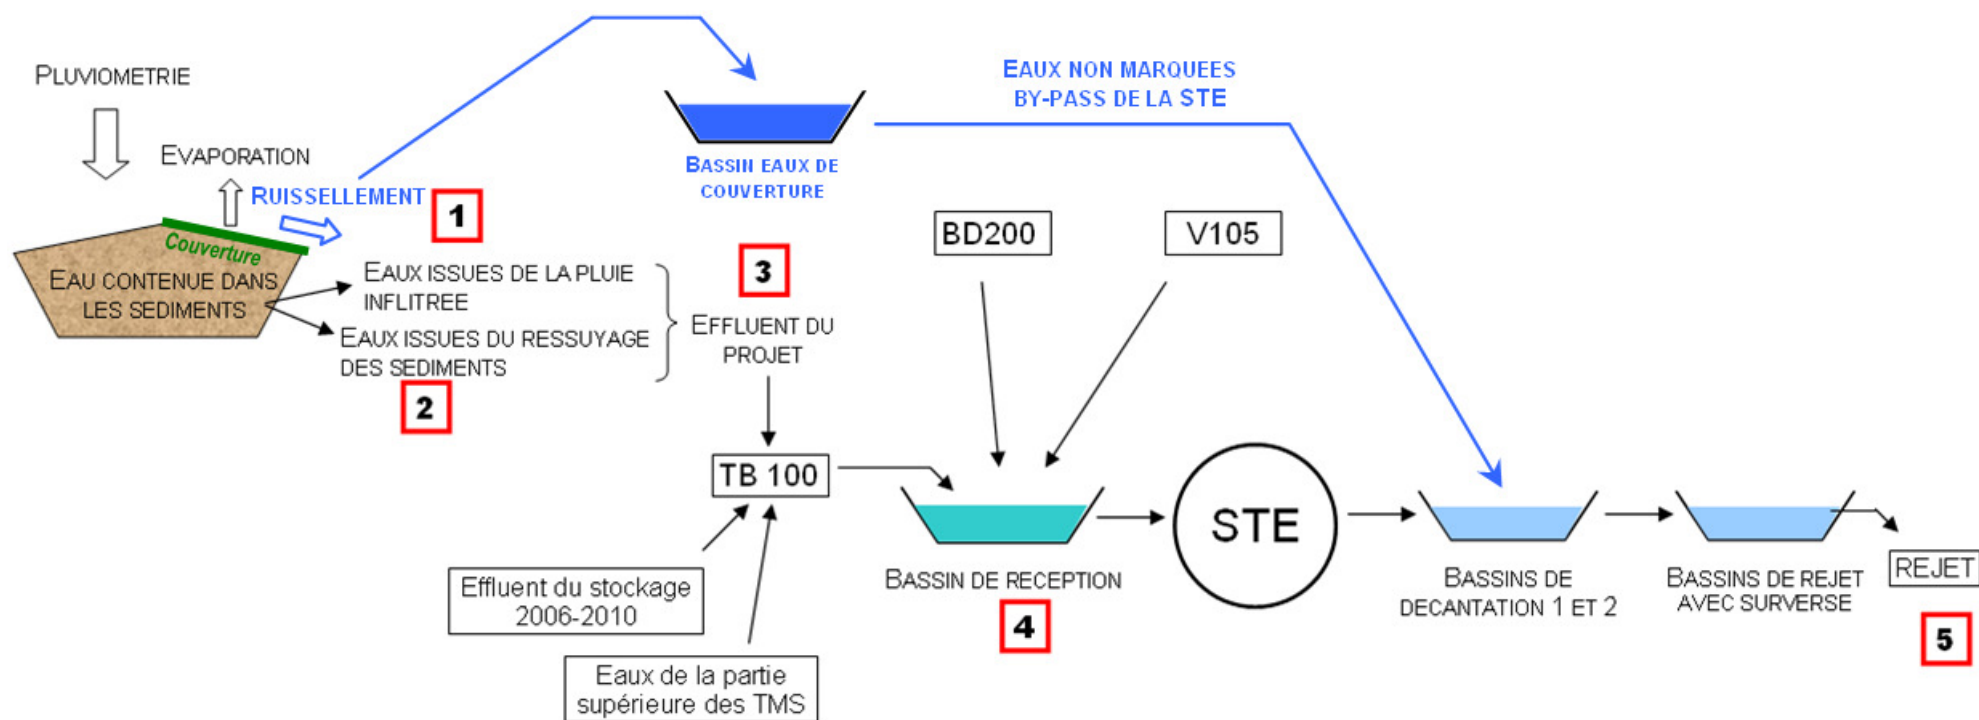 PLUVIOMETRIE
EVAPORATION
RUISSELLEMENT
1
Couverture
EAU CONTENUE DANS
LES SEDIMENTS
EAUX ISSUES DE LA PLUIE
INFLITREE
EAUX ISSUES DU RESSUYAGE
DES SEDIMENTS
2
3
EFFLUENT DU
PROJET
BASSIN EAUX DE
COUVERTURE
EAUX NON MARQUEES
BY-PASS DE LA STE
BD200
V105
TB 100
Effluent du stockage
2006-2010
Eaux de la partie
supérieure des TMS
BASSIN DE RECEPTION
4
STE
BASSINS DE
DECANTATION 1 ET 2
BASSINS DE REJET
AVEC SURVERSE
REJET
5